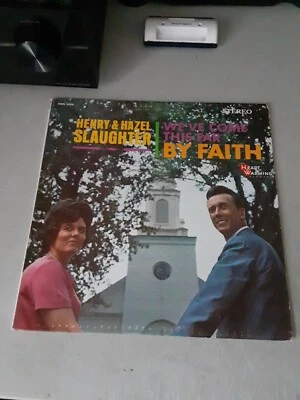 STEREO
HENRY & HAZEL
SLAUGHTER
WE'VE COME
THIS FAR
BY FAITH
HEART
WARMING